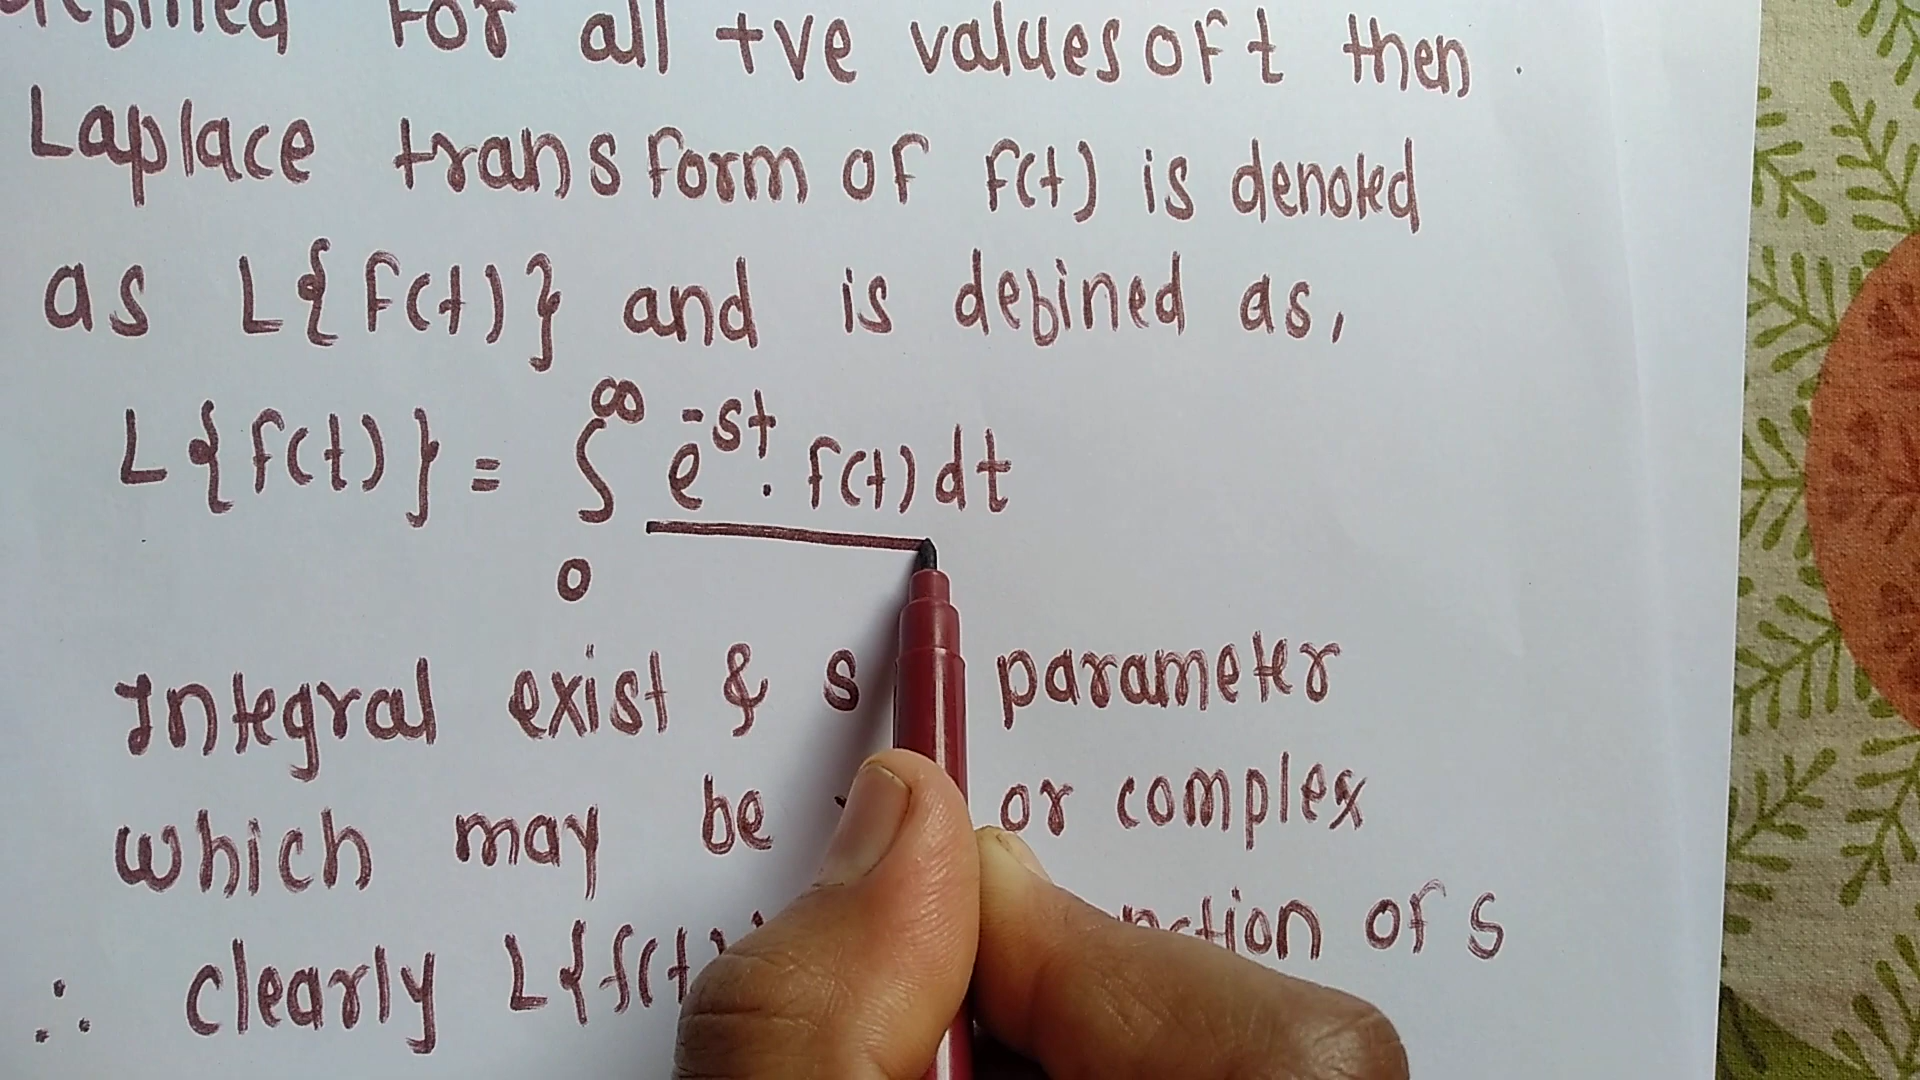 defined for all +ve values of t then
Laplace transform of f(t) is denoted
as L{f(t)} and is defined as,
L{f(t)} = ∫₀^∞ e^-st . f(t) dt
Integral exist & s parameter
which may be or complex
∴ clearly L{f(t) of s